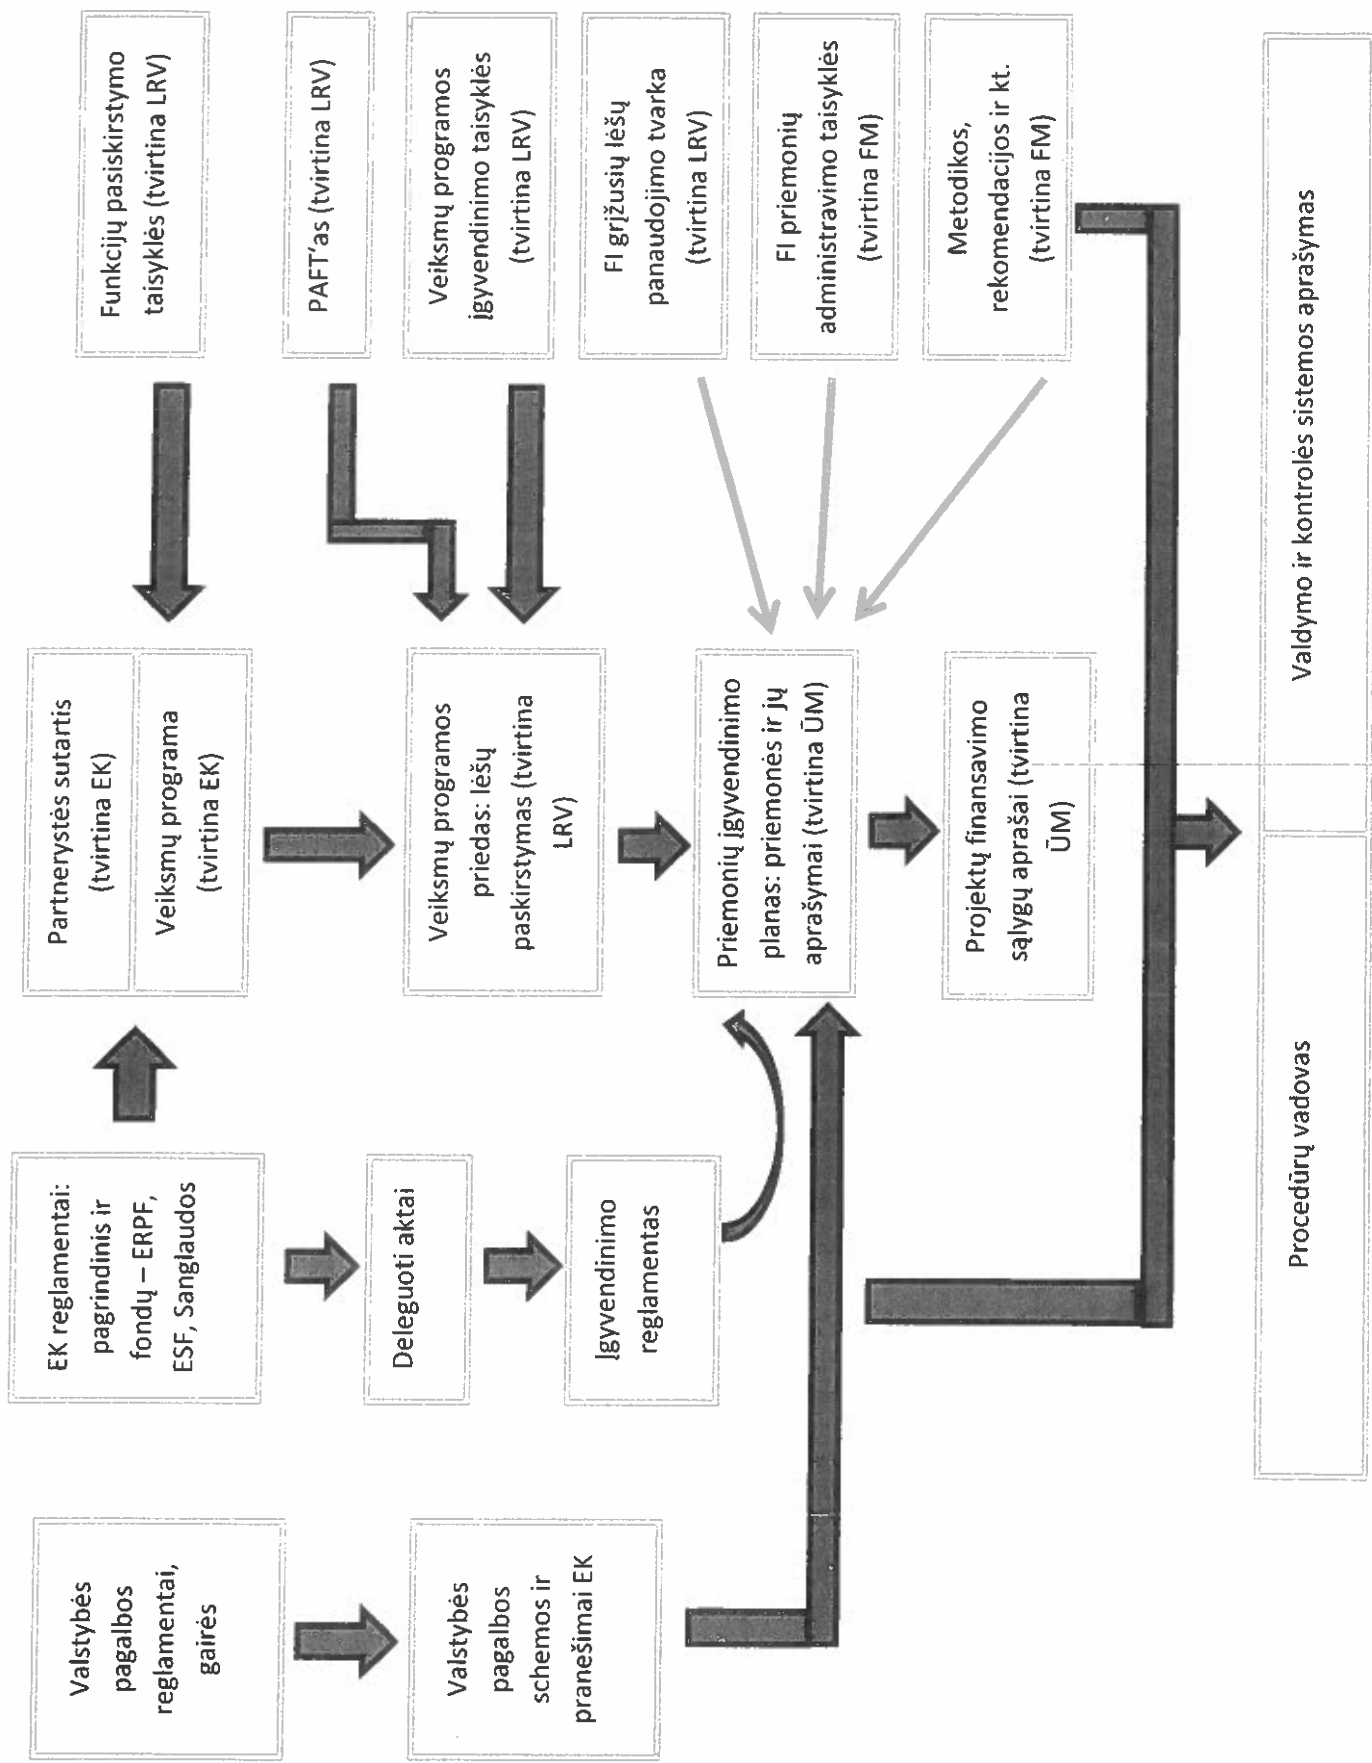 Valstybės
pagalbos
reglamentai,
gairės
Valstybės
pagalbos
schemos ir
pranešimai EK
EK reglamentai:
pagrindinis ir
fondų – ERPF,
ESF, Sanglaudos
Deleguoti aktai
Įgyvendinimo
reglamentas
Partnerystės sutartis
(tvirtina EK)
Veiksmų programa
(tvirtina EK)
Veiksmų programos
priedas: lėšų
paskirstymas (tvirtina
LRV)
Priemonių įgyvendinimo
planas: priemonės ir jų
aprašymai (tvirtina ŪM)
Projektų finansavimo
sąlygų aprašai (tvirtina
ŪM)
Funkcijų pasiskirstymo
taisyklės (tvirtina LRV)
PAFT'as (tvirtina LRV)
Veiksmų programos
įgyvendinimo taisyklės
(tvirtina LRV)
FI grįžusių lėšų
panaudojimo tvarka
(tvirtina LRV)
FI priemonių
administravimo taisyklės
(tvirtina FM)
Metodikos,
rekomendacijos ir kt.
(tvirtina FM)
Procedūrų vadovas
Valdymo ir kontrolės sistemos aprašymas